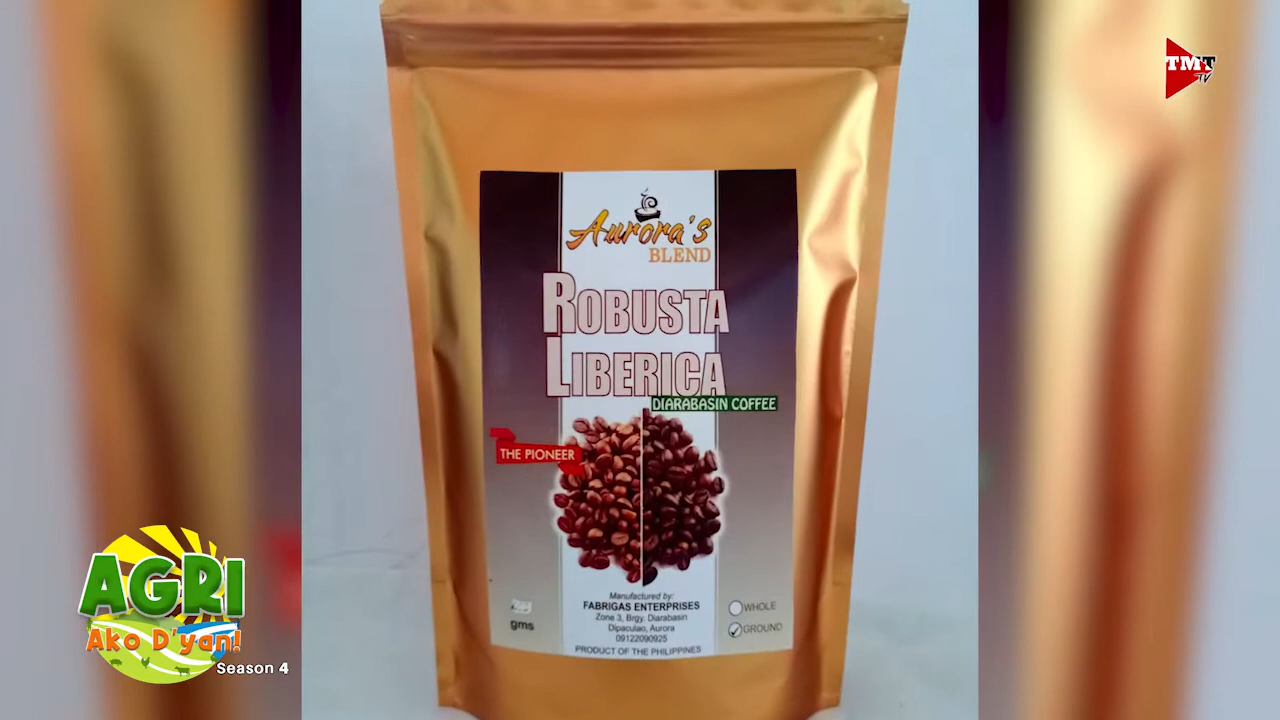 TMT
TV
Aurora's
BLEND
ROBUSTA
LIBERICA
DIARABASIN COFFEE
THE PIONEER
gms
Manufactured by:
FABRIGAS ENTERPRISES
Zone 3, Brgy. Diarabasin
Dipaculao, Aurora
09122090925
PRODUCT OF THE PHILIPPINES
WHOLE
GROUND
AGRI
Ako D'yan!
Season 4